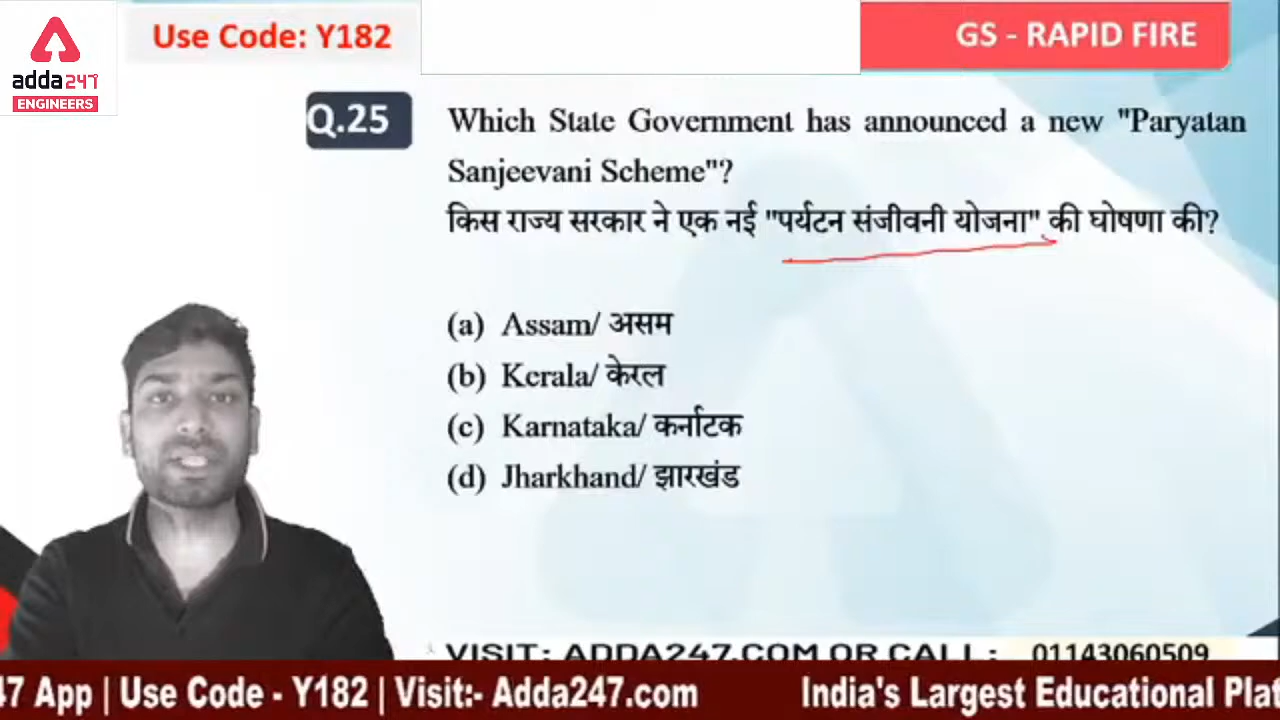 adda247
ENGINEERS
Use Code: Y182
GS - RAPID FIRE
Q.25
Which State Government has announced a new "Paryatan
Sanjeevani Scheme"?
किस राज्य सरकार ने एक नई "पर्यटन संजीवनी योजना" की घोषणा की?
(a) Assam/ असम
(b) Kerala/ केरल
(c) Karnataka/ कर्नाटक
(d) Jharkhand/ झारखंड
VISIT: ADDA247.COM OR CALL: 01143060509
47 App | Use Code - Y182 | Visit:- Adda247.com India's Largest Educational Plat